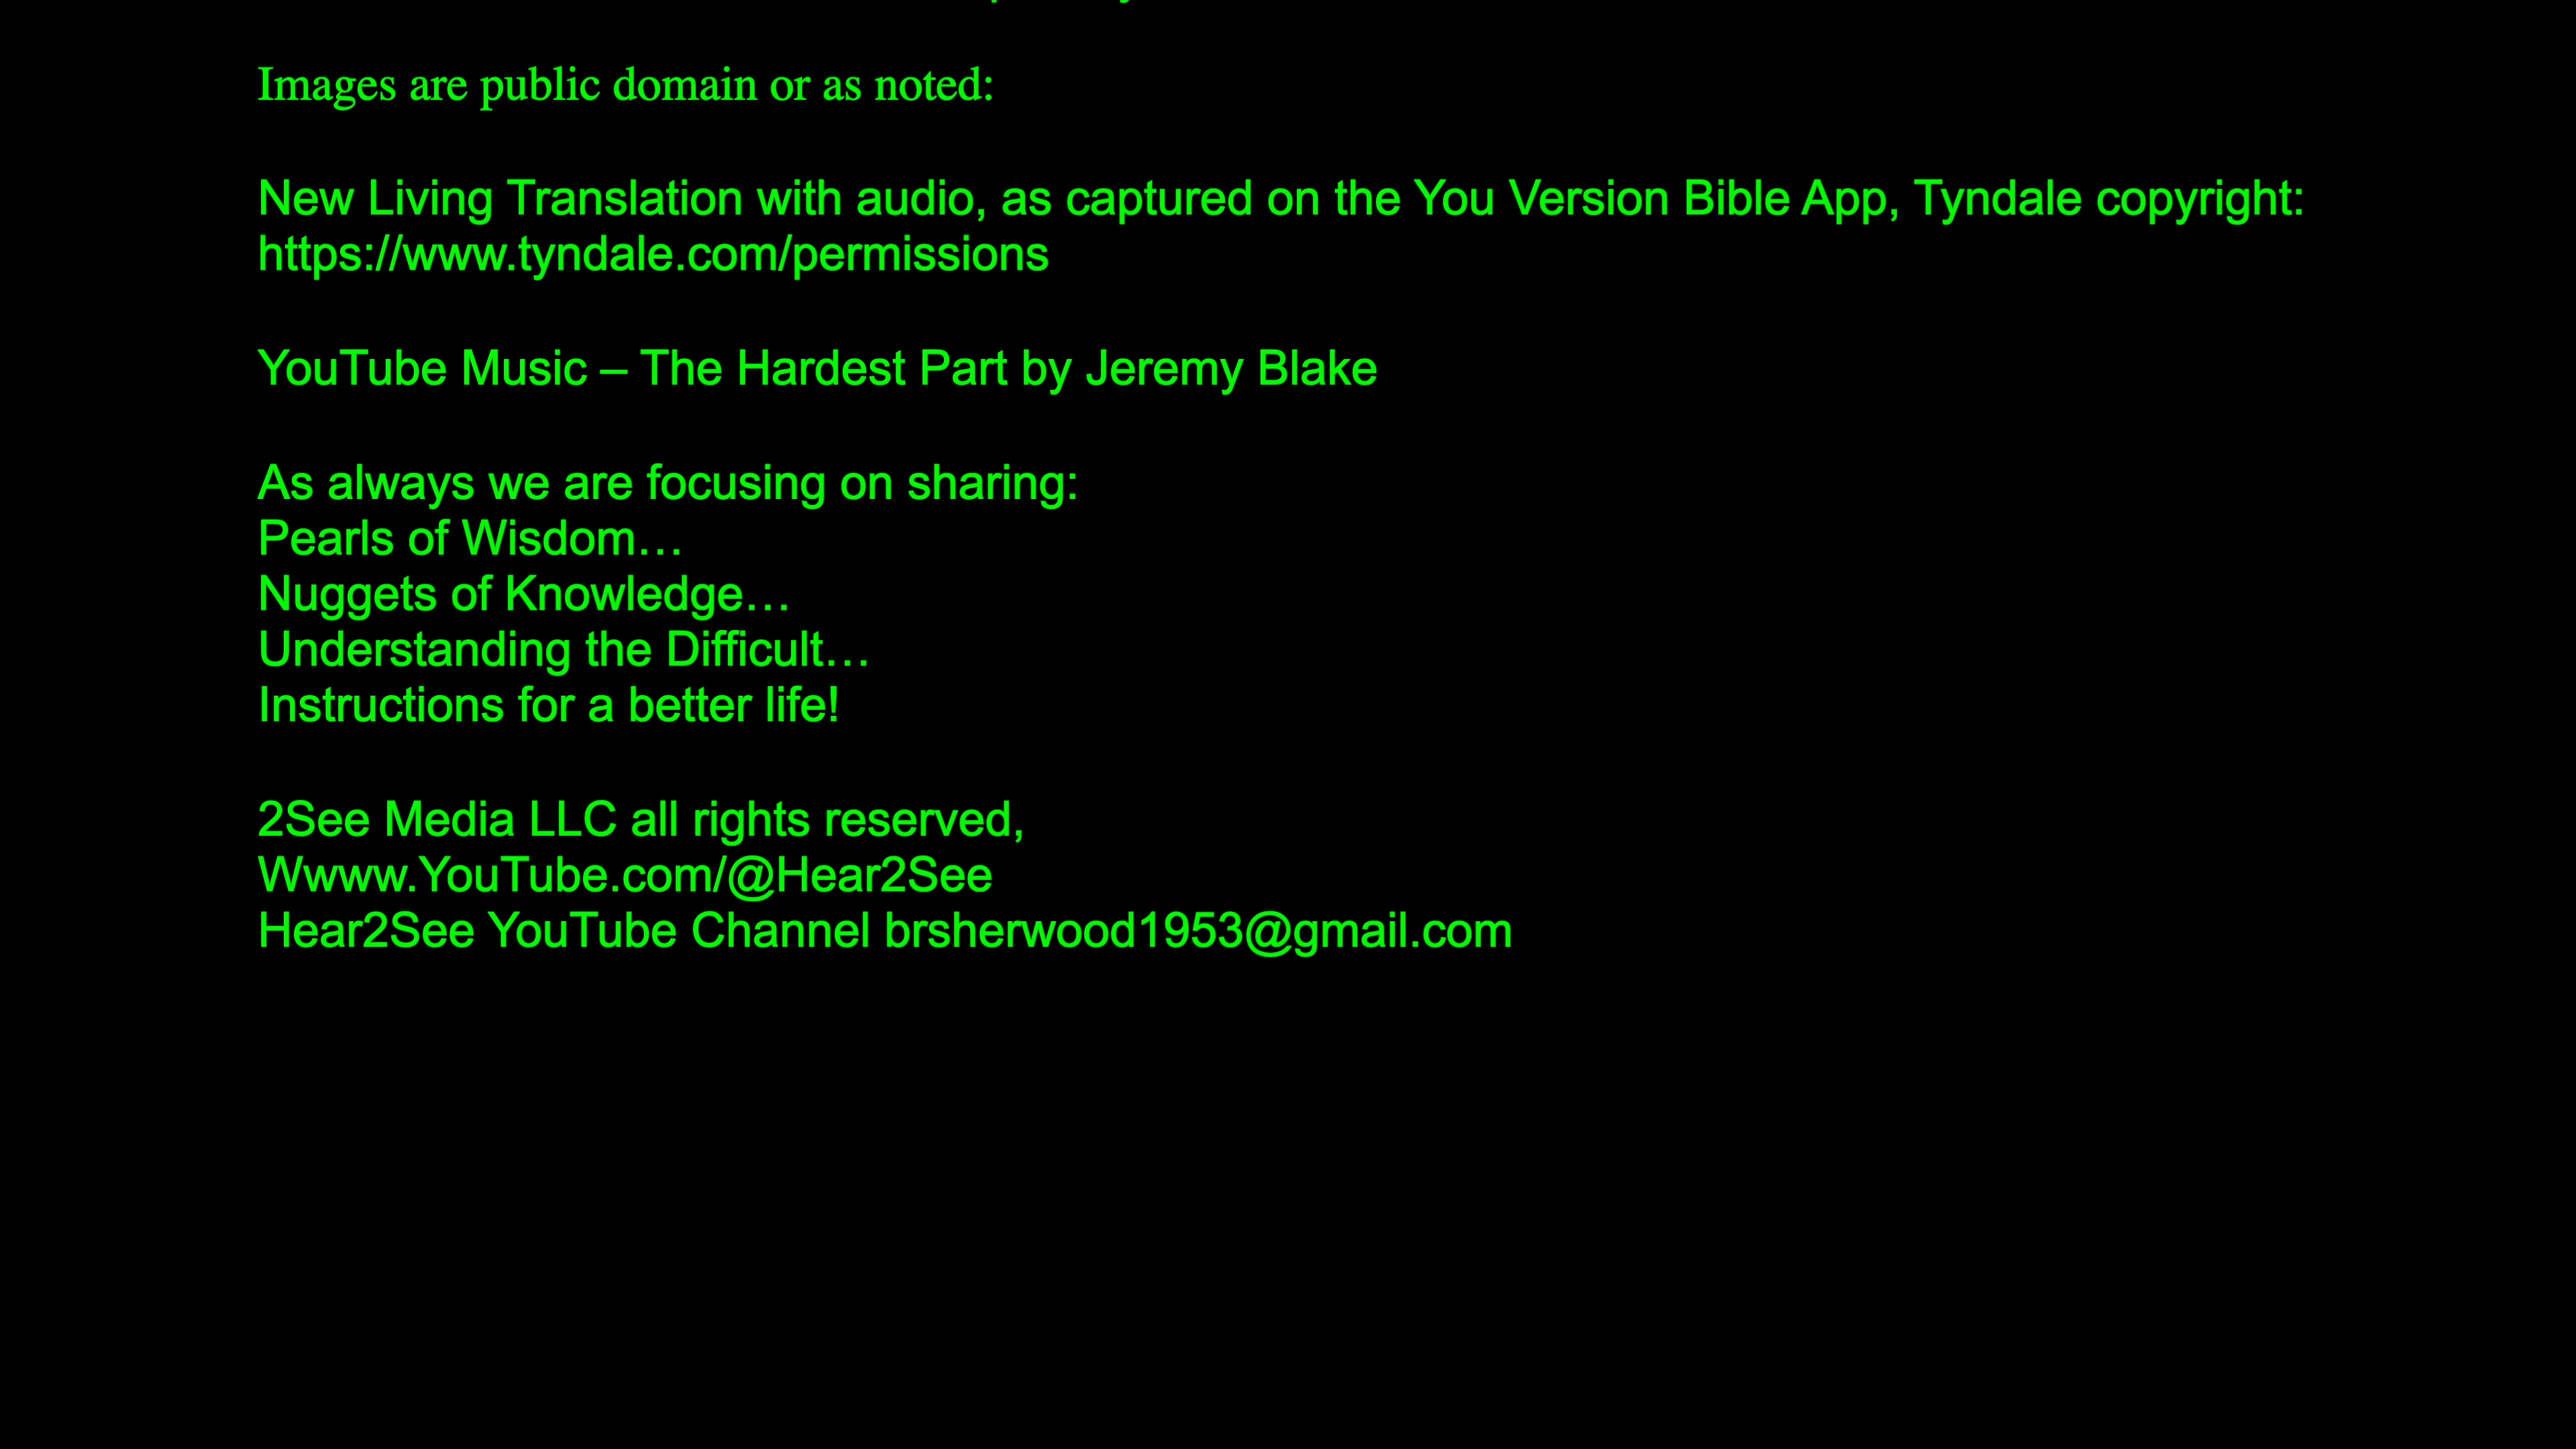 Images are public domain or as noted:
New Living Translation with audio, as captured on the You Version Bible App, Tyndale copyright:
https://www.tyndale.com/permissions
YouTube Music – The Hardest Part by Jeremy Blake
As always we are focusing on sharing:
Pearls of Wisdom…
Nuggets of Knowledge…
Understanding the Difficult…
Instructions for a better life!
2See Media LLC all rights reserved,
Wwww.YouTube.com/@Hear2See
Hear2See YouTube Channel brsherwood1953@gmail.com